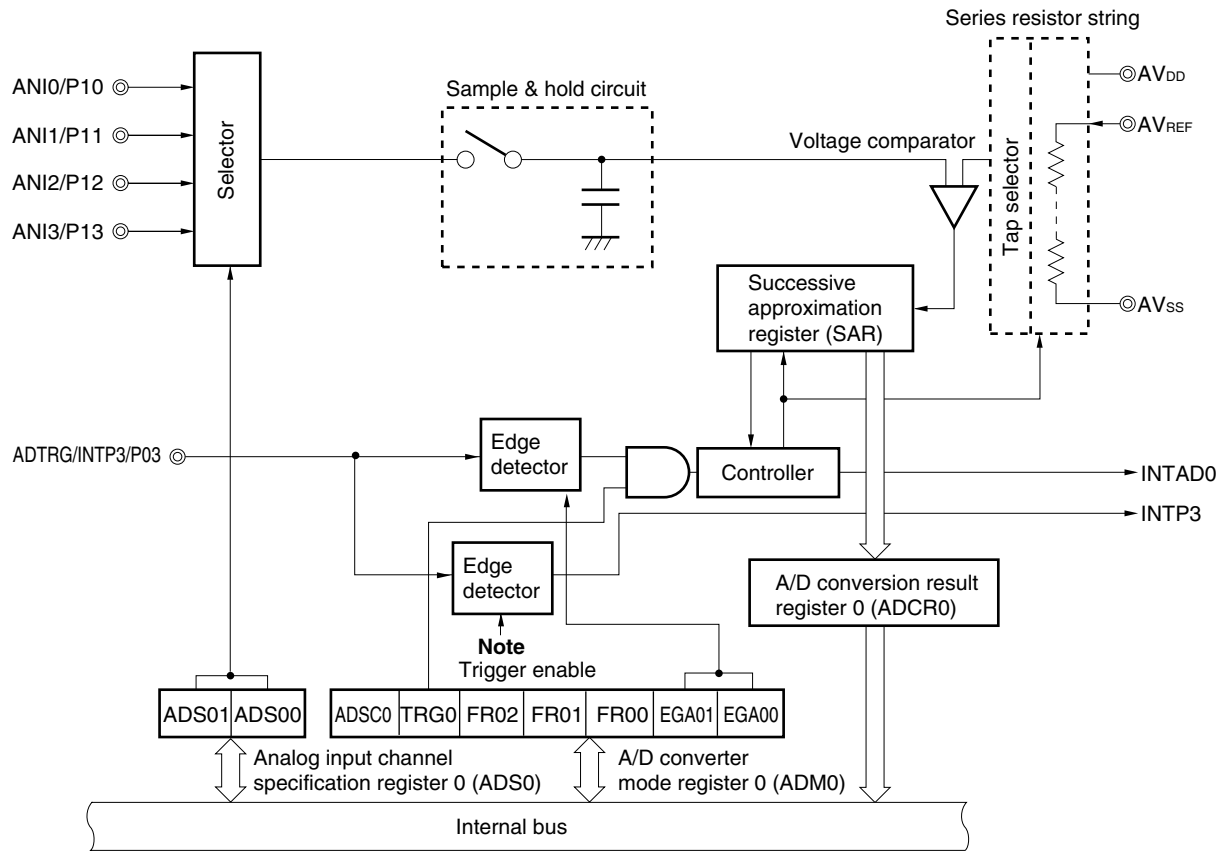 Series resistor string
ANI0/P10
ANI1/P11
ANI2/P12
ANI3/P13
Selector
Sample & hold circuit
Voltage comparator
Tap selector
AVDD
AVREF
AVSS
Successive
approximation
register (SAR)
ADTRG/INTP3/P03
Edge
detector
Controller
INTAD0
INTP3
Edge
detector
A/D conversion result
register 0 (ADCR0)
Note
Trigger enable
ADS01 ADS00
ADSC0 TRG0 FR02 FR01 FR00 EGA01 EGA00
Analog input channel
specification register 0 (ADS0)
A/D converter
mode register 0 (ADM0)
Internal bus